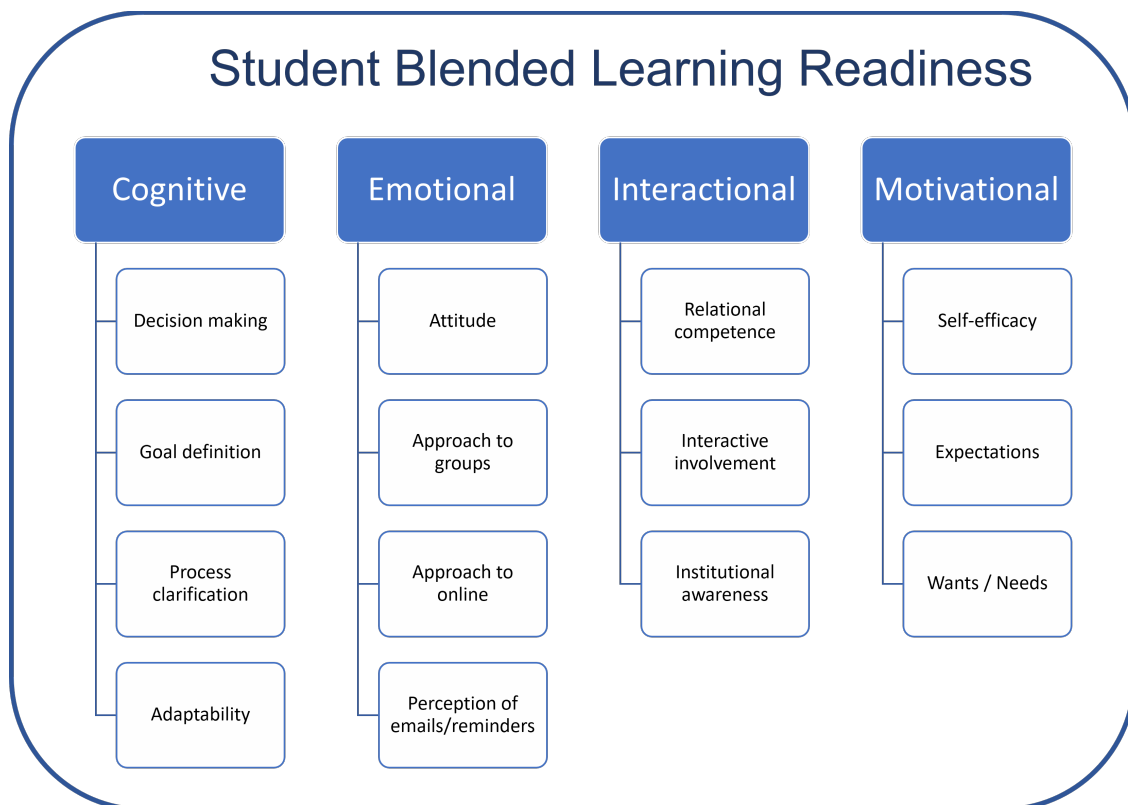 Student Blended Learning Readiness
Cognitive
Decision making
Goal definition
Process
clarification
Adaptability
Emotional
Attitude
Approach to
groups
Approach to
online
Perception of
emails/reminders
Interactional
Relational
competence
Interactive
involvement
Institutional
awareness
Motivational
Self-efficacy
Expectations
Wants / Needs